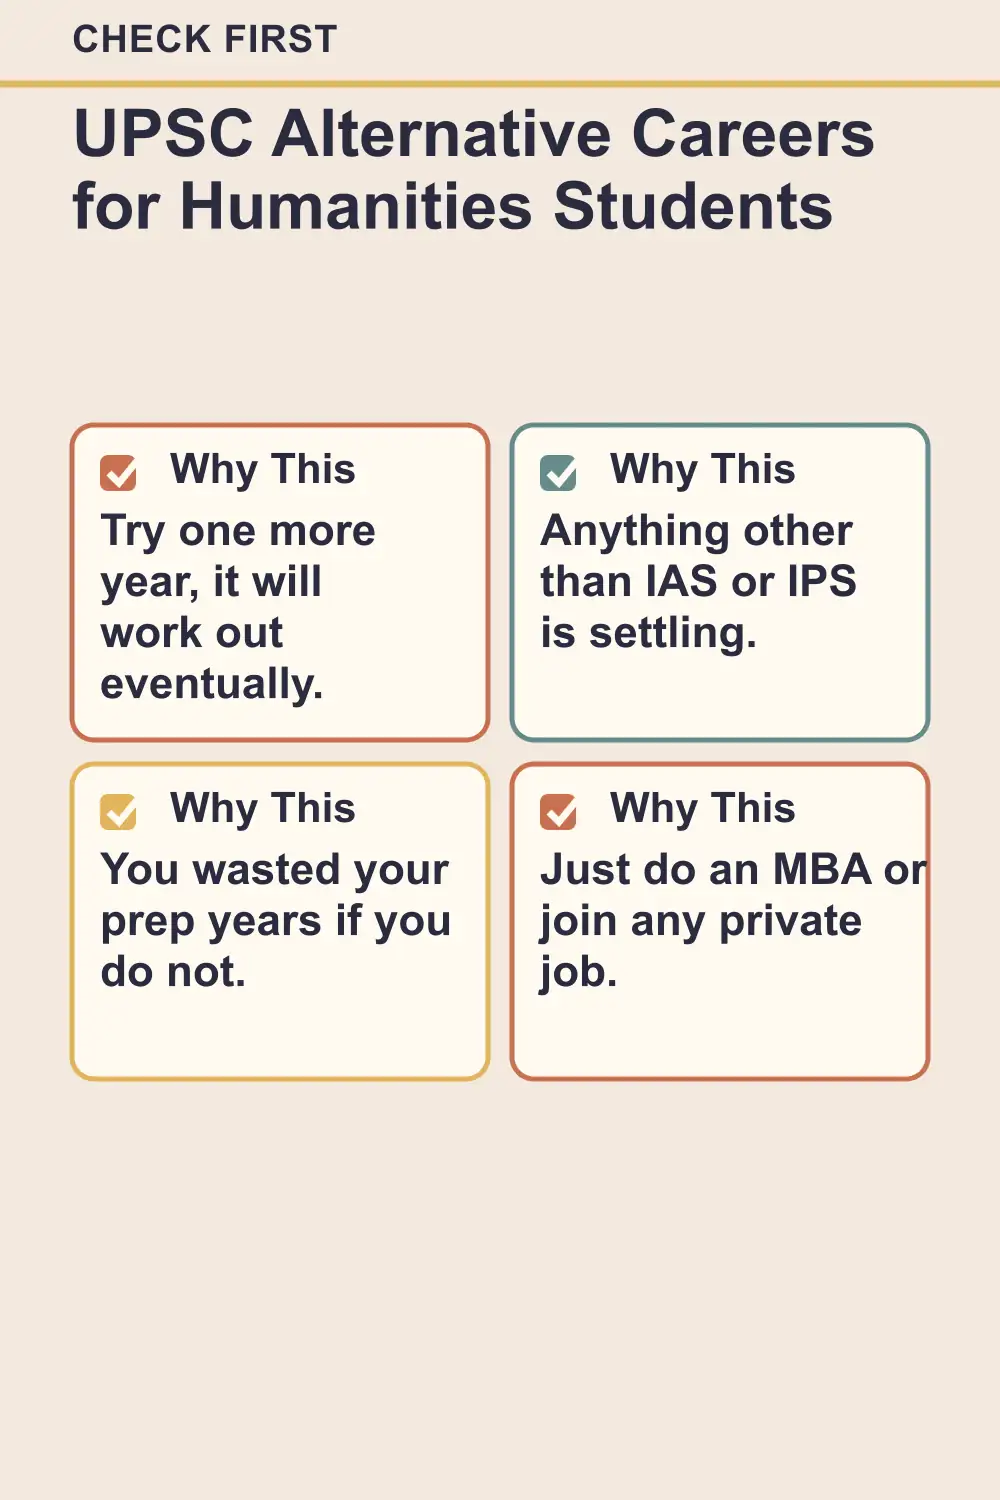 CHECK FIRST
UPSC Alternative Careers
for Humanities Students
Why This
Try one more
year, it will
work out
eventually.
Why This
Anything other
than IAS or IPS
is settling.
Why This
You wasted your
prep years if you
do not.
Why This
Just do an MBA or
join any private
job.